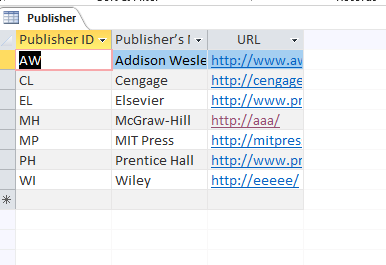 Publisher
Publisher ID Publisher's N URL
AW Addison Wesle http://www.aw
CL Cengage http://cengage
EL Elsevier http://www.pr
MH McGraw-Hill http://aaa/
MP MIT Press http://mitpress
PH Prentice Hall http://www.pr
WI Wiley http://eeeee/